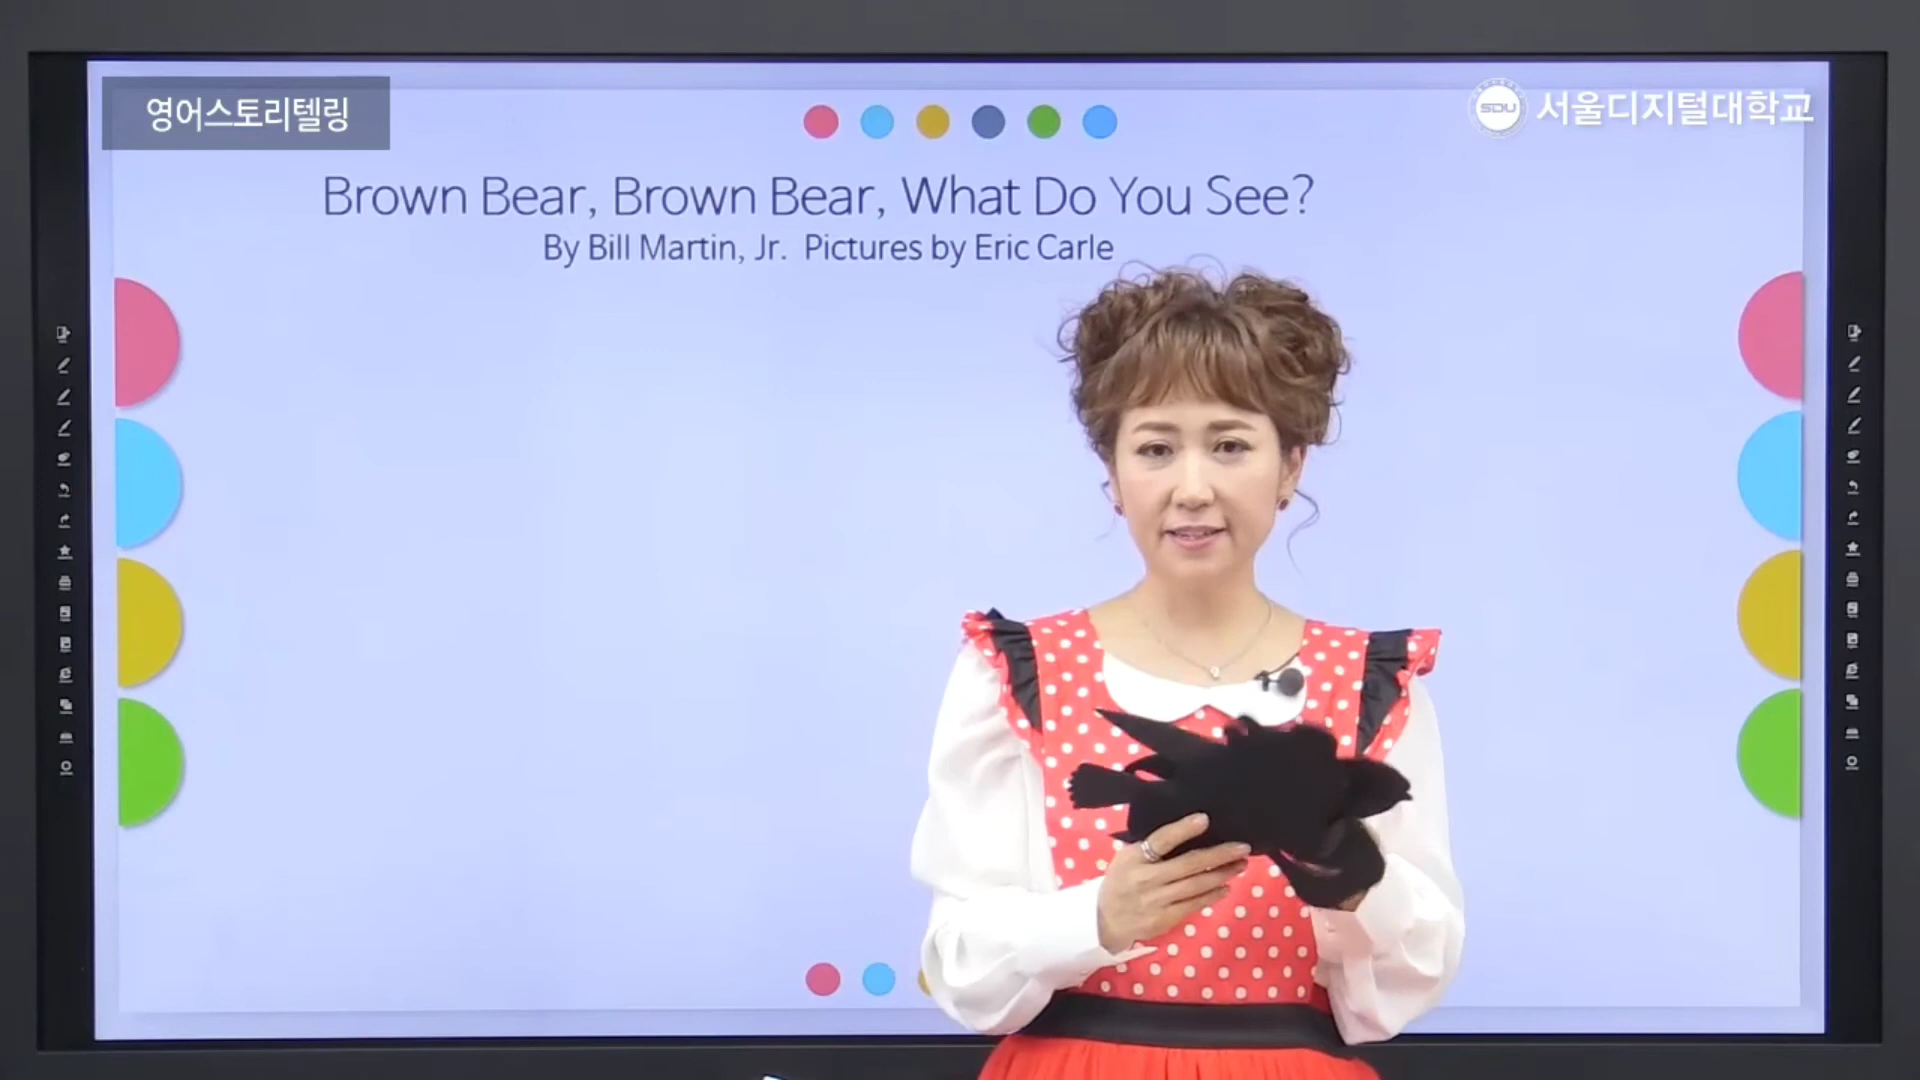 영어스토리텔링
SDU 서울디지털대학교
Brown Bear, Brown Bear, What Do You See?
By Bill Martin, Jr. Pictures by Eric Carle